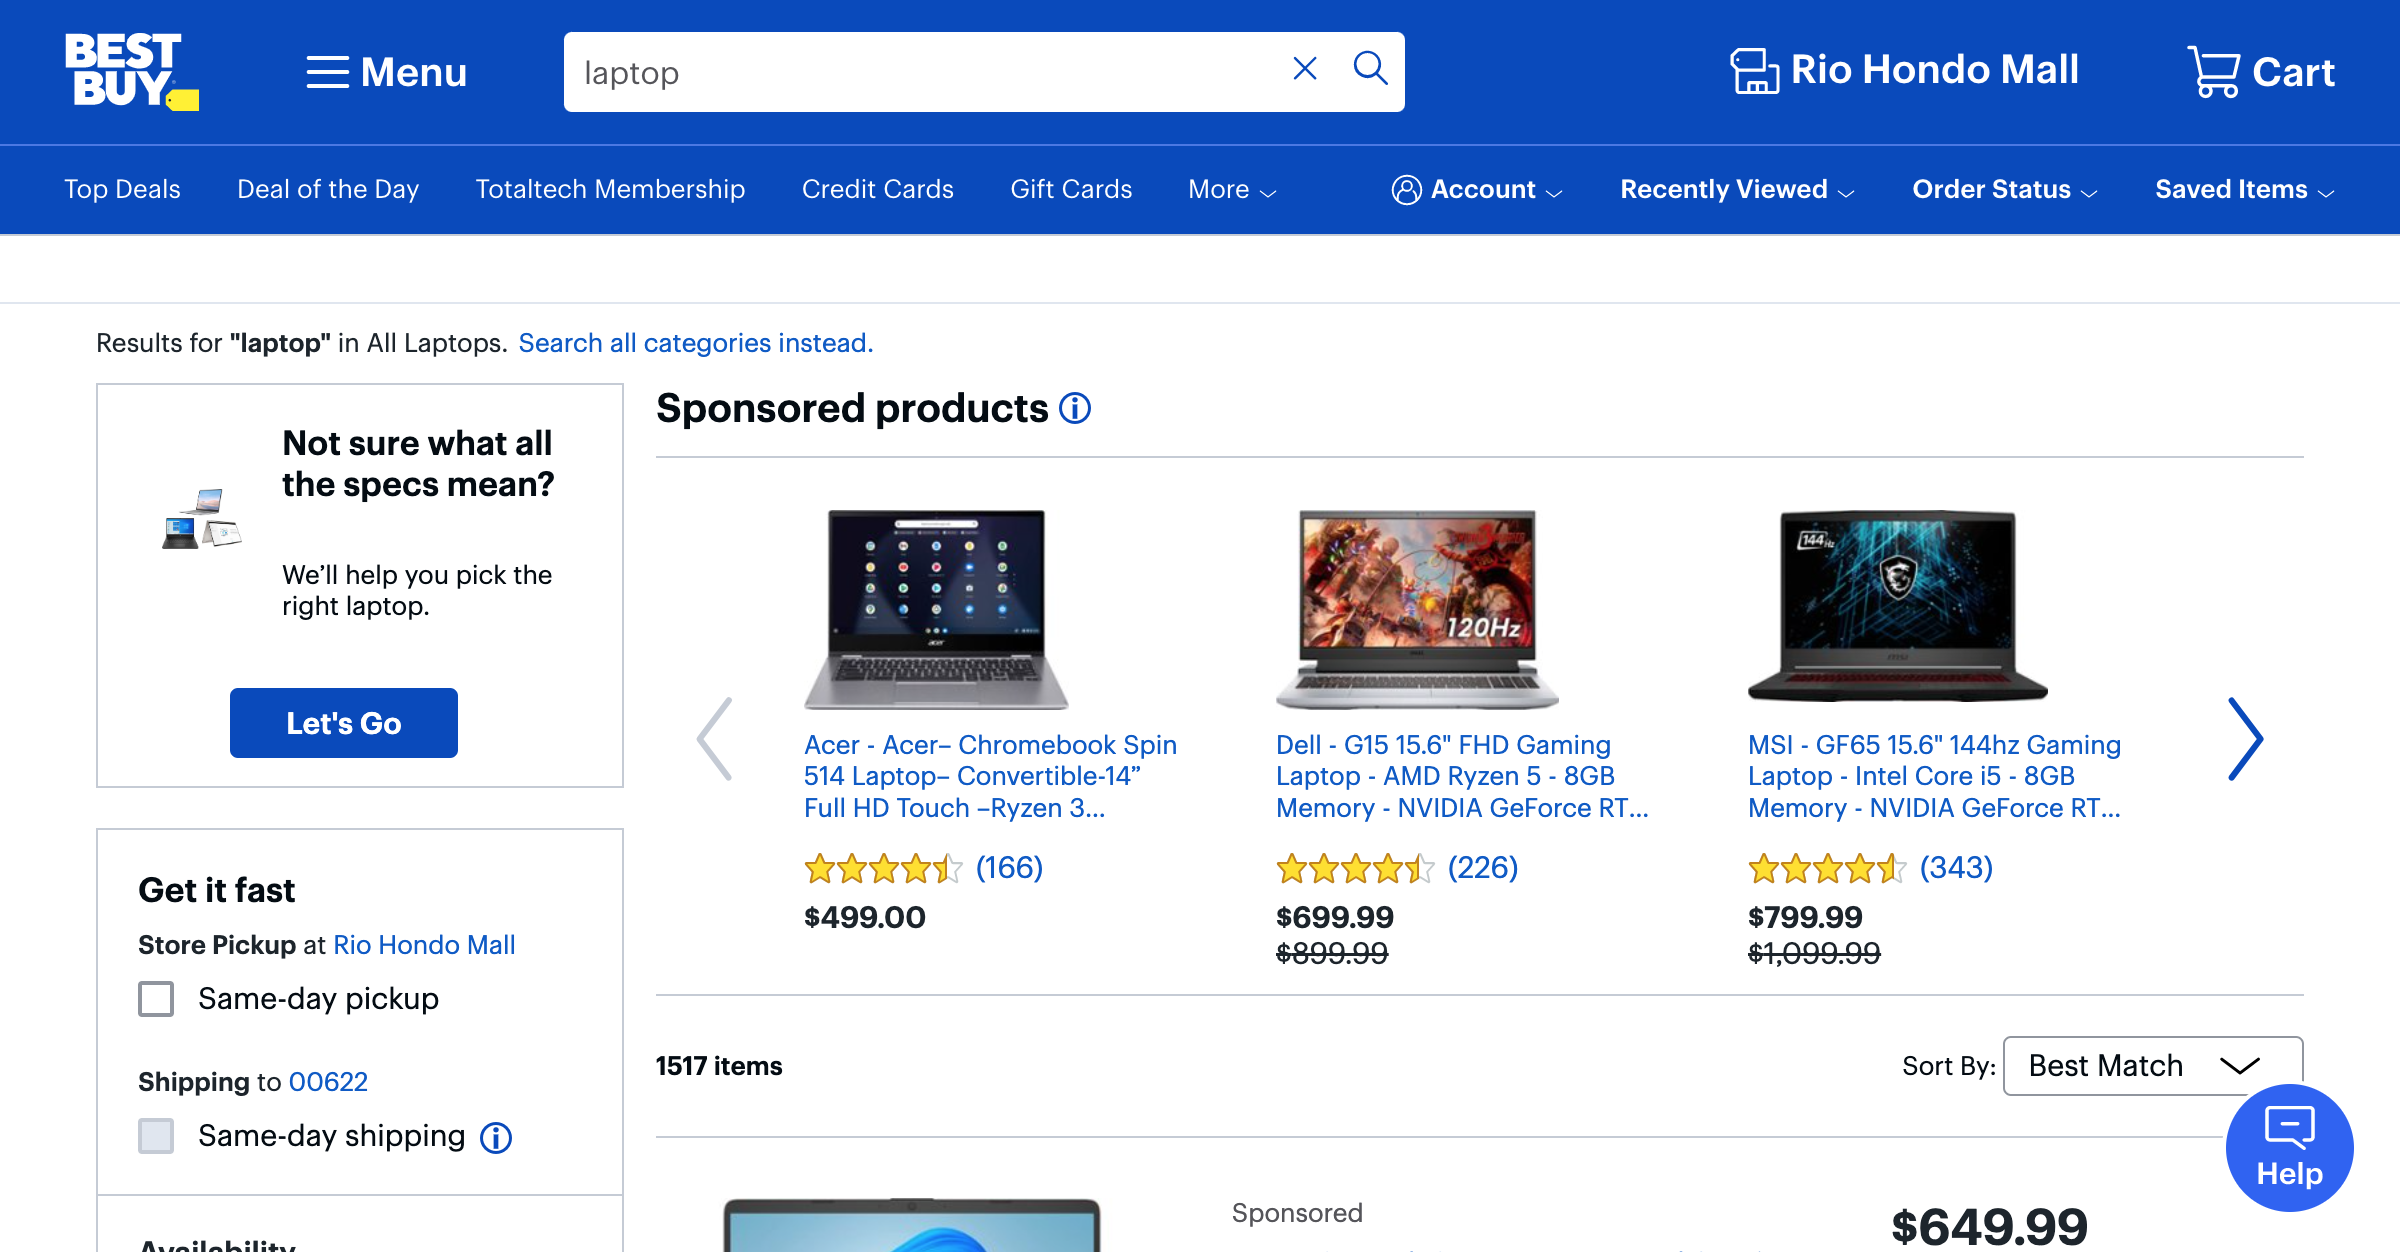 BEST
BUY
Menu
laptop
Rio Hondo Mall
Cart
Top Deals
Deal of the Day
Totaltech Membership
Credit Cards
Gift Cards
More
Account
Recently Viewed
Order Status
Saved Items
Results for "laptop" in All Laptops. Search all categories instead.
Not sure what all
the specs mean?
We’ll help you pick the
right laptop.
Let's Go
Get it fast
Store Pickup at Rio Hondo Mall
Same-day pickup
Shipping to 00622
Same-day shipping
Availability
Sponsored products
acer
Acer - Acer– Chromebook Spin
514 Laptop– Convertible-14”
Full HD Touch –Ryzen 3...
(166)
$499.00
120Hz
Dell - G15 15.6" FHD Gaming
Laptop - AMD Ryzen 5 - 8GB
Memory - NVIDIA GeForce RT...
(226)
$699.99
$899.99
144Hz
MSI - GF65 15.6" 144hz Gaming
Laptop - Intel Core i5 - 8GB
Memory - NVIDIA GeForce RT...
(343)
$799.99
$1,099.99
1517 items
Sort By: Best Match
Sponsored
$649.99
Help